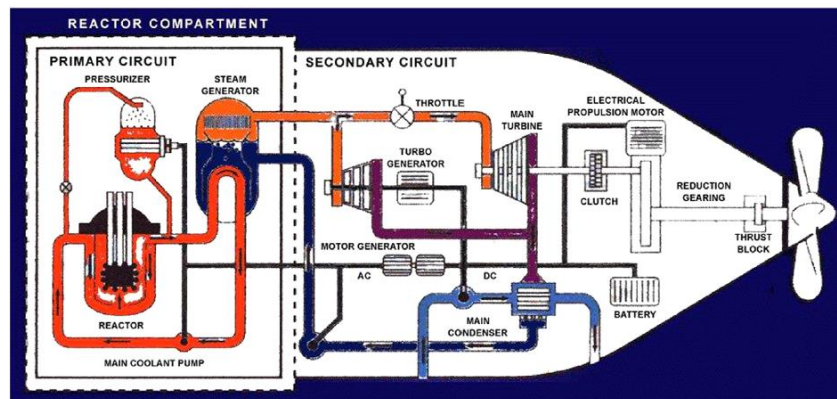 REACTOR COMPARTMENT
PRIMARY CIRCUIT
PRESSURIZER
STEAM
GENERATOR
SECONDARY CIRCUIT
THROTTLE
MAIN
TURBINE
ELECTRICAL
PROPULSION MOTOR
TURBO
GENERATOR
CLUTCH
REDUCTION
GEARING
THRUST
BLOCK
MOTOR GENERATOR
AC
DC
BATTERY
REACTOR
MAIN
CONDENSER
MAIN COOLANT PUMP